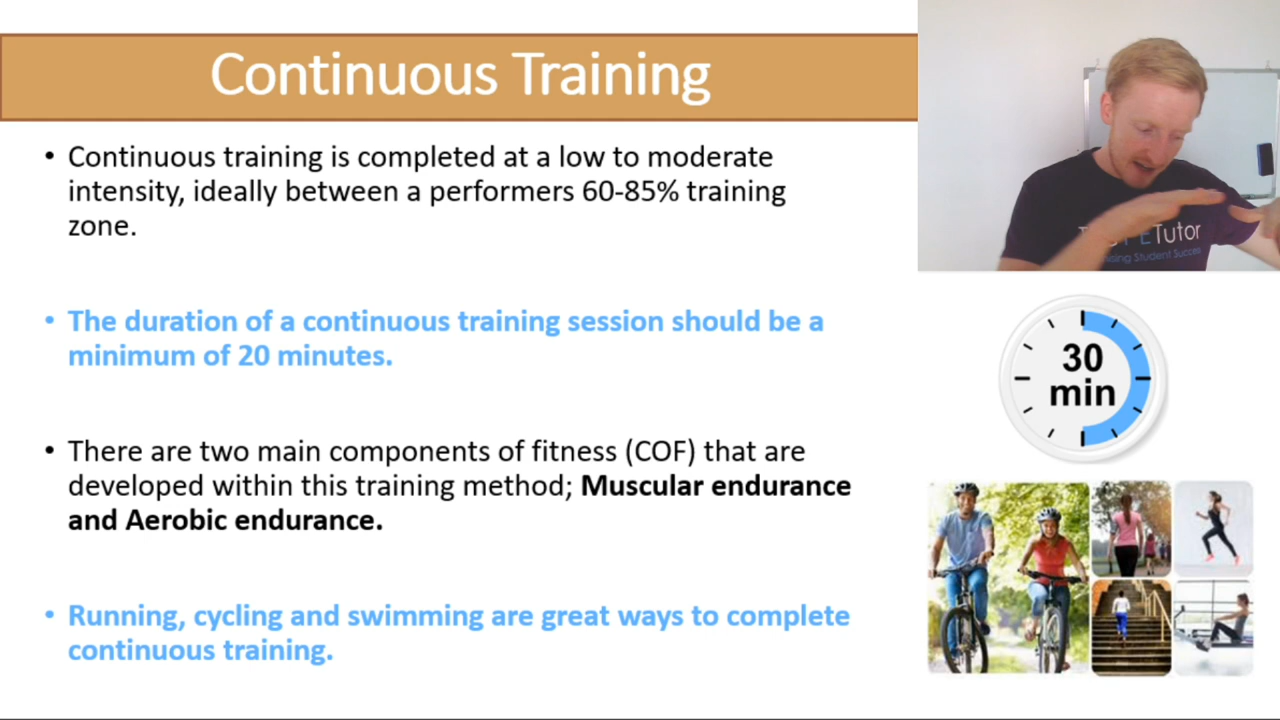 Continuous Training
• Continuous training is completed at a low to moderate
intensity, ideally between a performers 60-85% training
zone.
• The duration of a continuous training session should be a
minimum of 20 minutes.
• There are two main components of fitness (COF) that are
developed within this training method; Muscular endurance
and Aerobic endurance.
• Running, cycling and swimming are great ways to complete
continuous training.
ETutor
Student
30
min